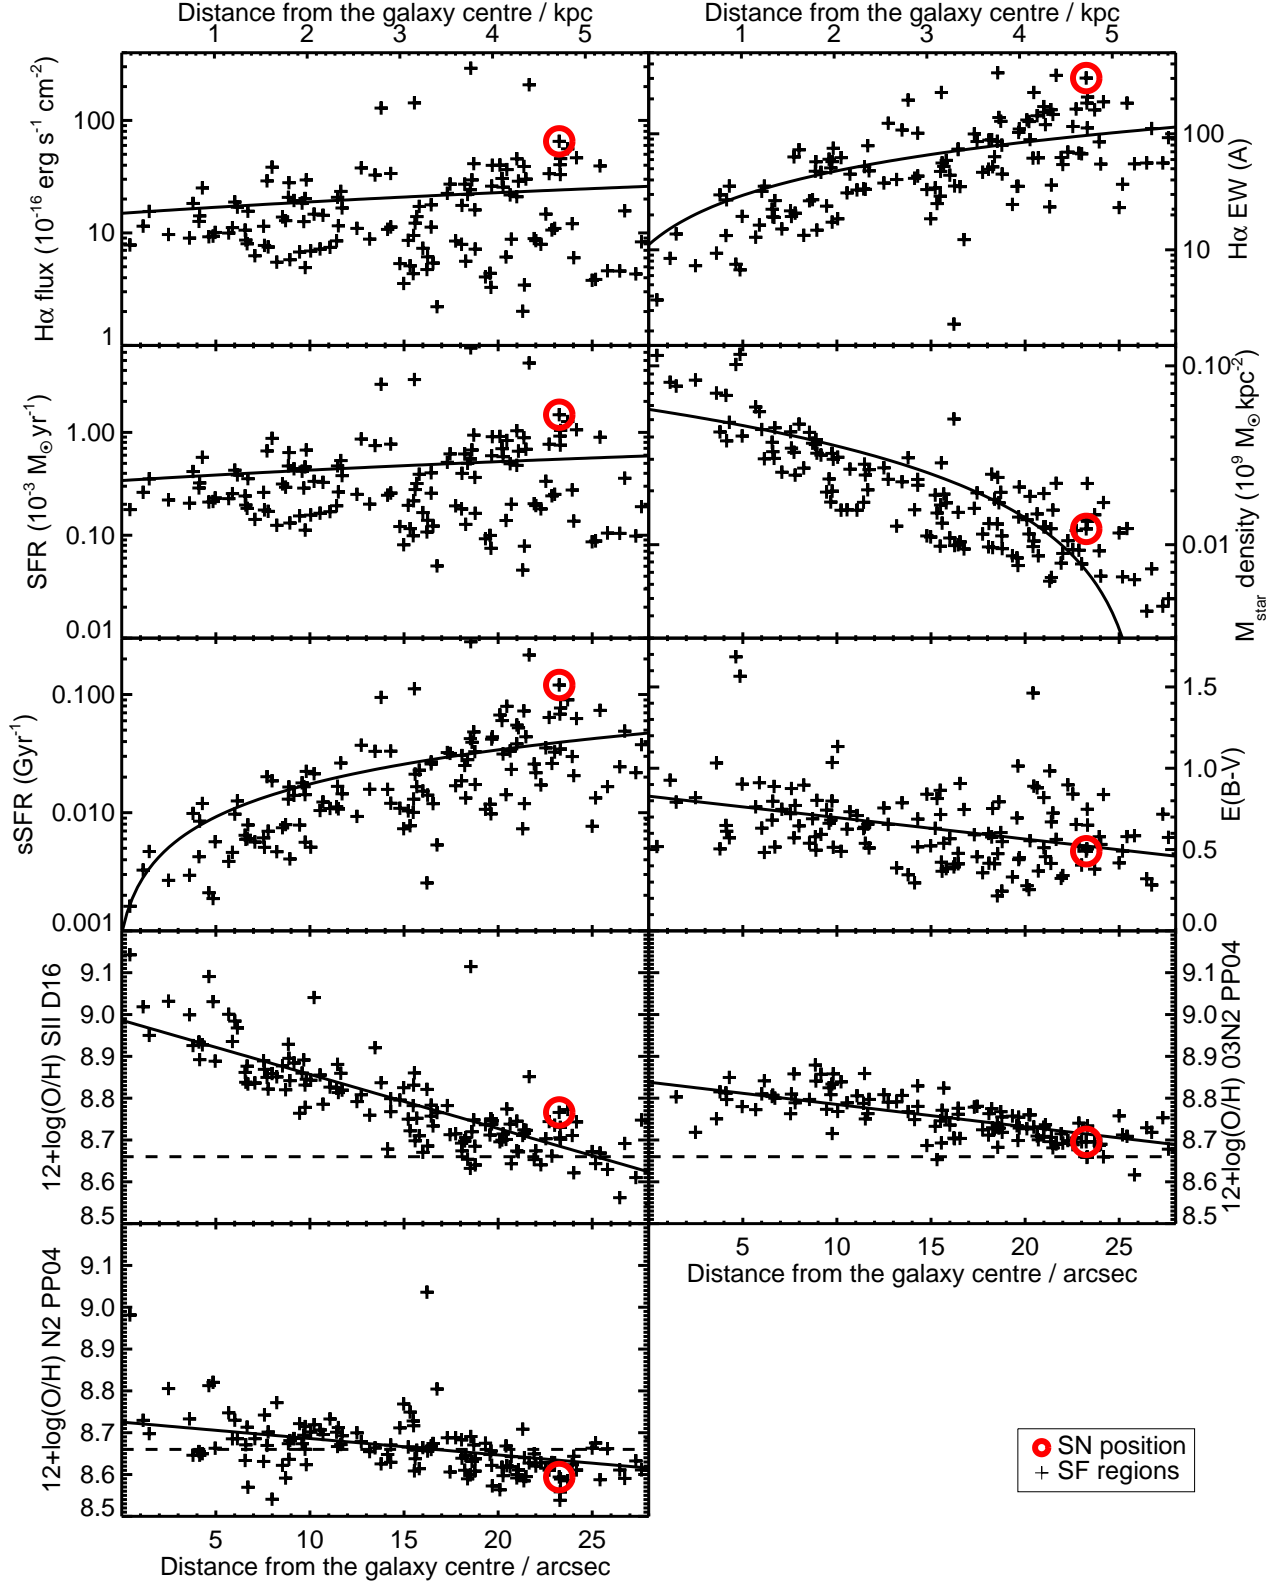 Distance from the galaxy centre / kpc
Distance from the galaxy centre / kpc
1 2 3 4 5
1 2 3 4 5
100
10
1
Hα flux (10-16 erg s-1 cm-2)
100
10
Hα EW (A)
1.00
0.10
0.01
SFR (10-3 M⊙ yr-1)
0.10
0.01
Mstar density (109 M⊙ kpc-2)
0.100
0.010
0.001
sSFR (Gyr-1)
1.5
1.0
0.5
0.0
E(B-V)
9.1
9.0
8.9
8.8
8.7
8.6
8.5
12+log(O/H) SII D16
9.1
9.0
8.9
8.8
8.7
8.6
8.5
12+log(O/H) 03N2 PP04
5 10 15 20 25
Distance from the galaxy centre / arcsec
9.1
9.0
8.9
8.8
8.7
8.6
8.5
12+log(O/H) N2 PP04
5 10 15 20 25
Distance from the galaxy centre / arcsec
SN position
SF regions